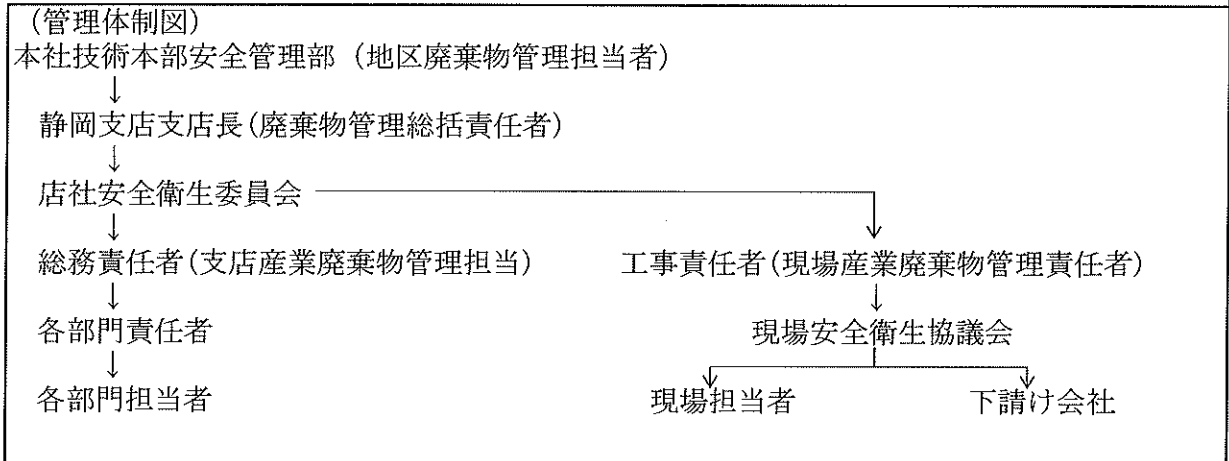 （管理体制図）
本社技術本部安全管理部（地区廃棄物管理担当者）
↓
静岡支店支店長(廃棄物管理総括責任者)
↓
店社安全衛生委員会
↓
総務責任者(支店産業廃棄物管理担当) 工事責任者(現場産業廃棄物管理責任者)
↓ ↓
各部門責任者 現場安全衛生協議会
↓
各部門担当者 現場担当者 下請け会社